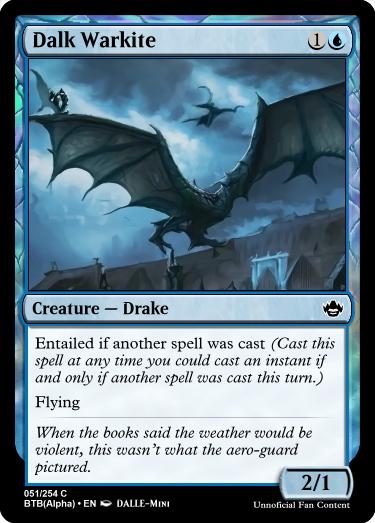 Dalk Warkite 1
Creature — Drake
Entailed if another spell was cast (Cast this
spell at any time you could cast an instant if
and only if another spell was cast this turn.)
Flying
When the books said the weather would be
violent, this wasn't what the aero-guard
pictured.
2/1
051/254 C
BTB(Alpha) • EN DALLE-Mini
Unofficial Fan Content